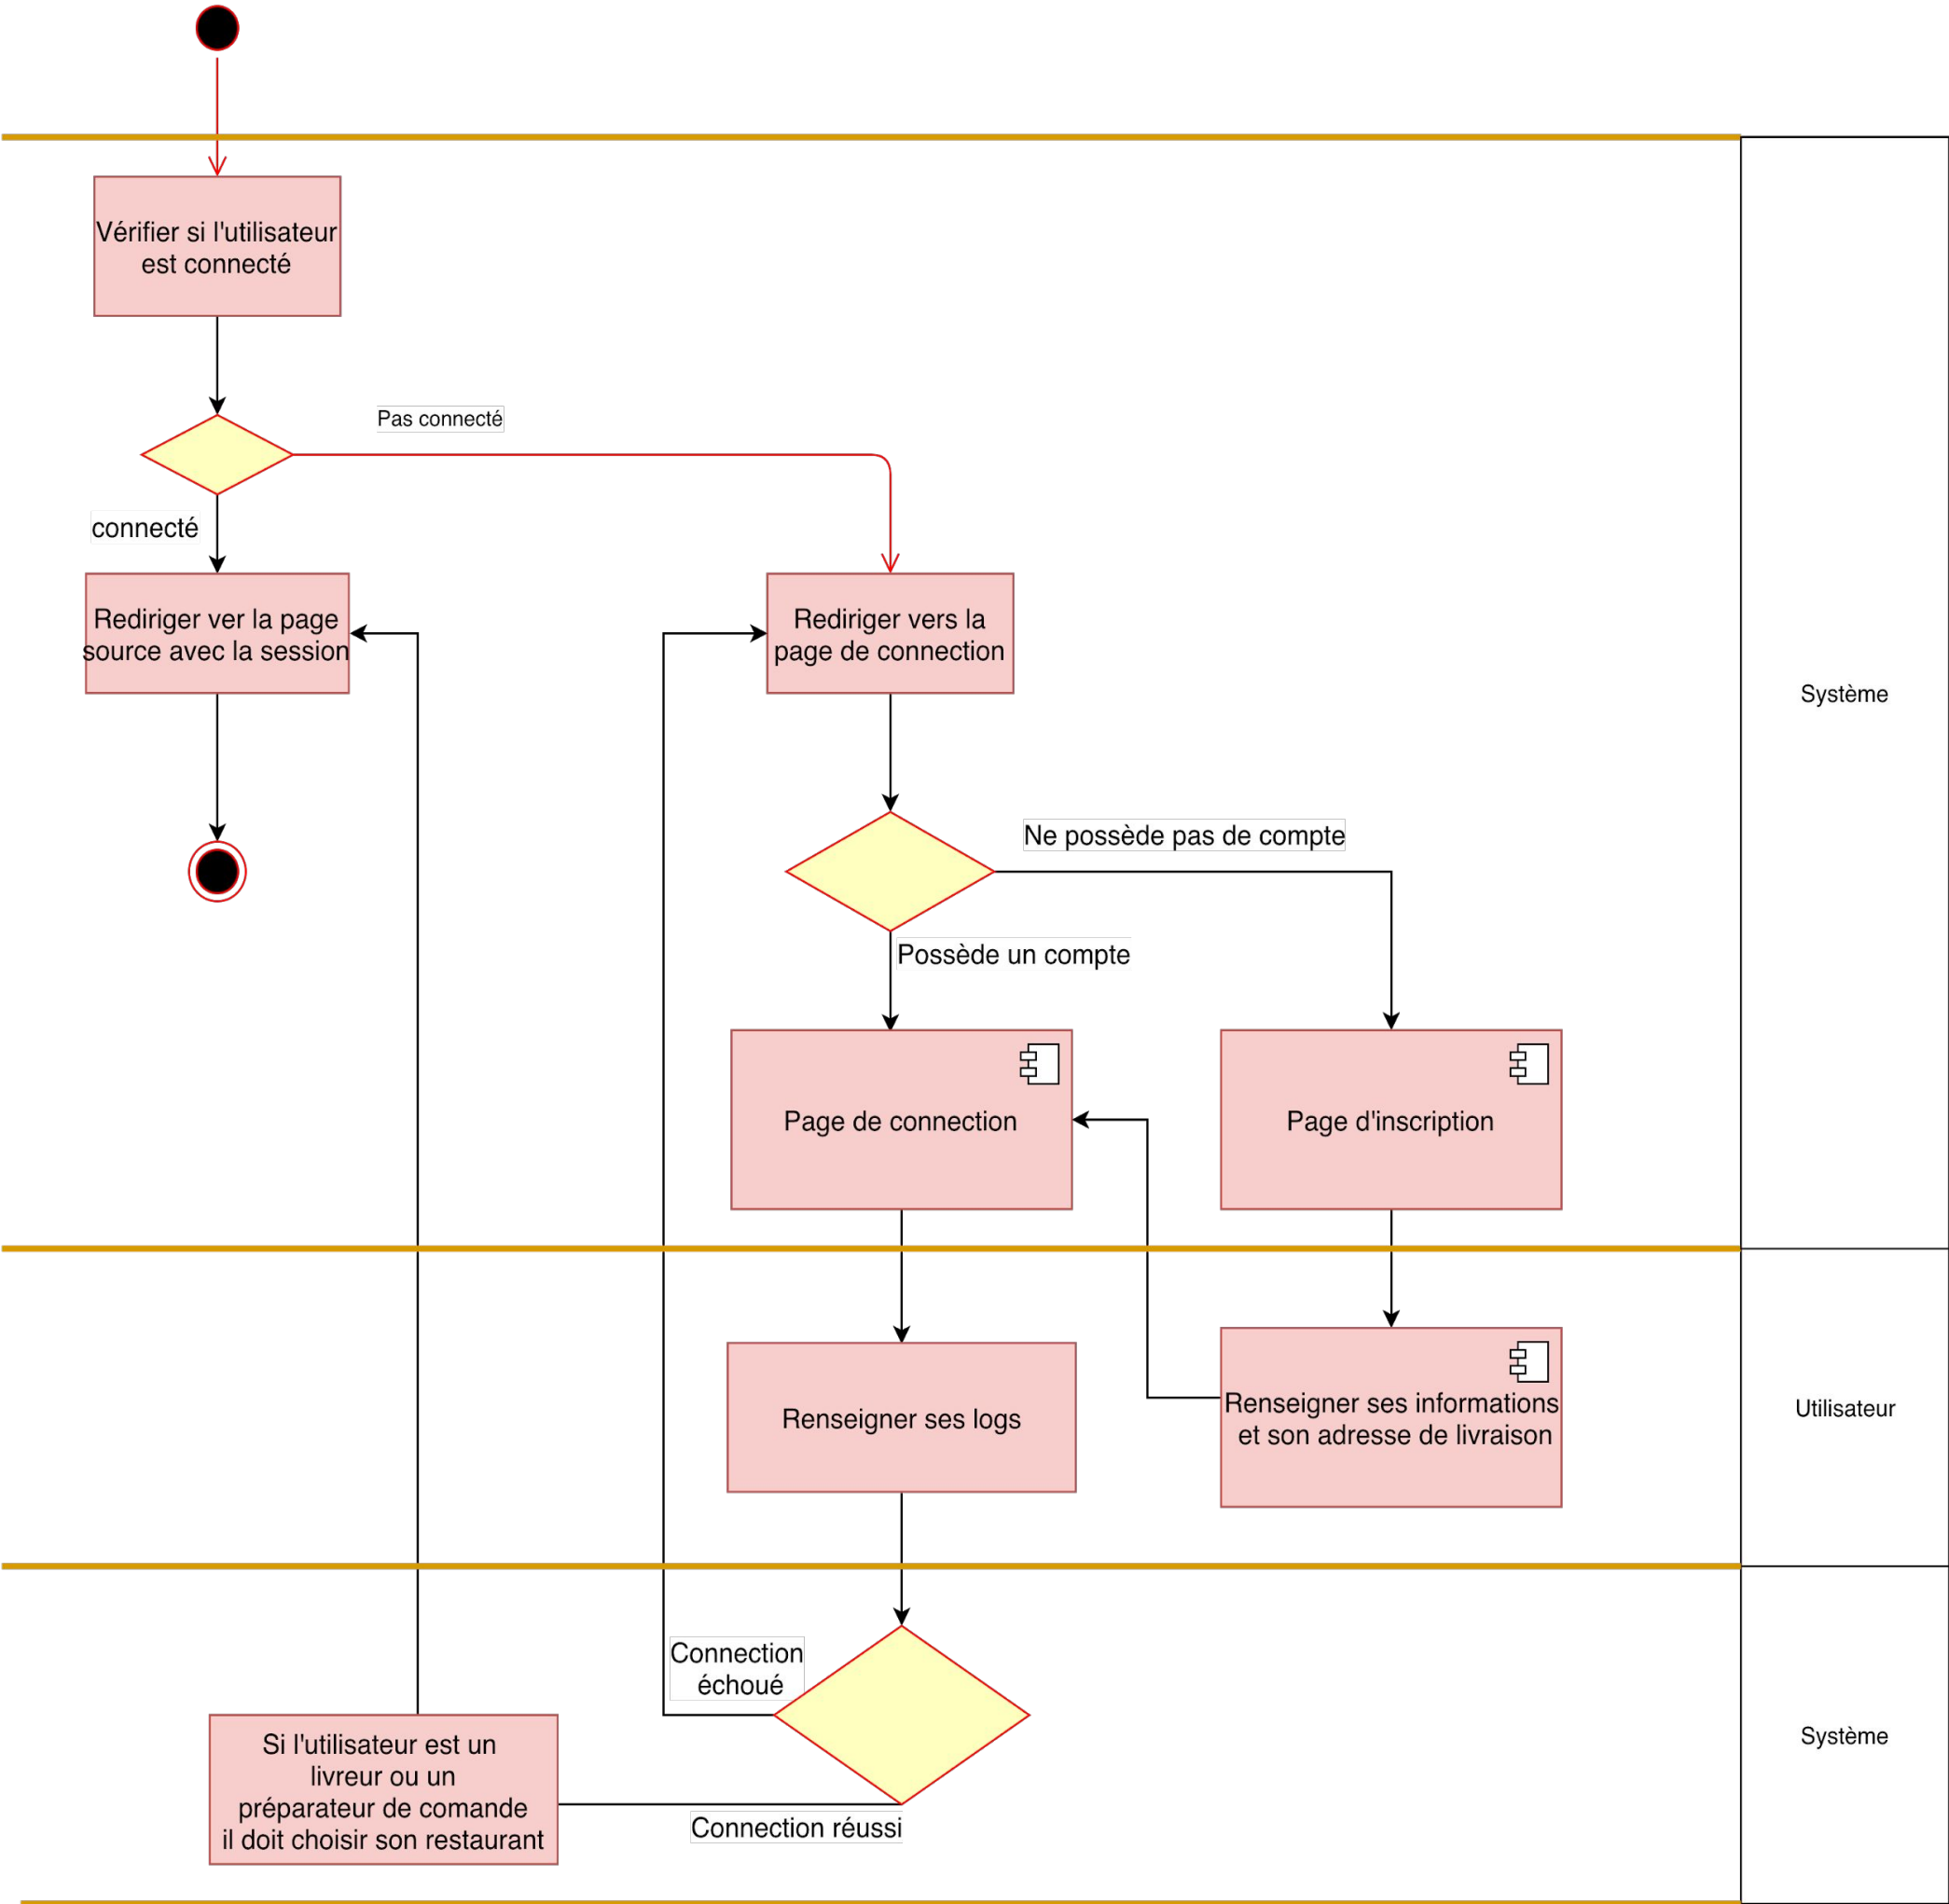 Vérifier si l'utilisateur
est connecté
Pas connecté
connecté
Rediriger ver la page
source avec la session
Rediriger vers la
page de connection
Système
Ne possède pas de compte
Possède un compte
Page de connection
Page d'inscription
Renseigner ses logs
Renseigner ses informations
et son adresse de livraison
Utilisateur
Connection
échoué
Si l'utilisateur est un
livreur ou un
préparateur de comande
il doit choisir son restaurant
Connection réussi
Système